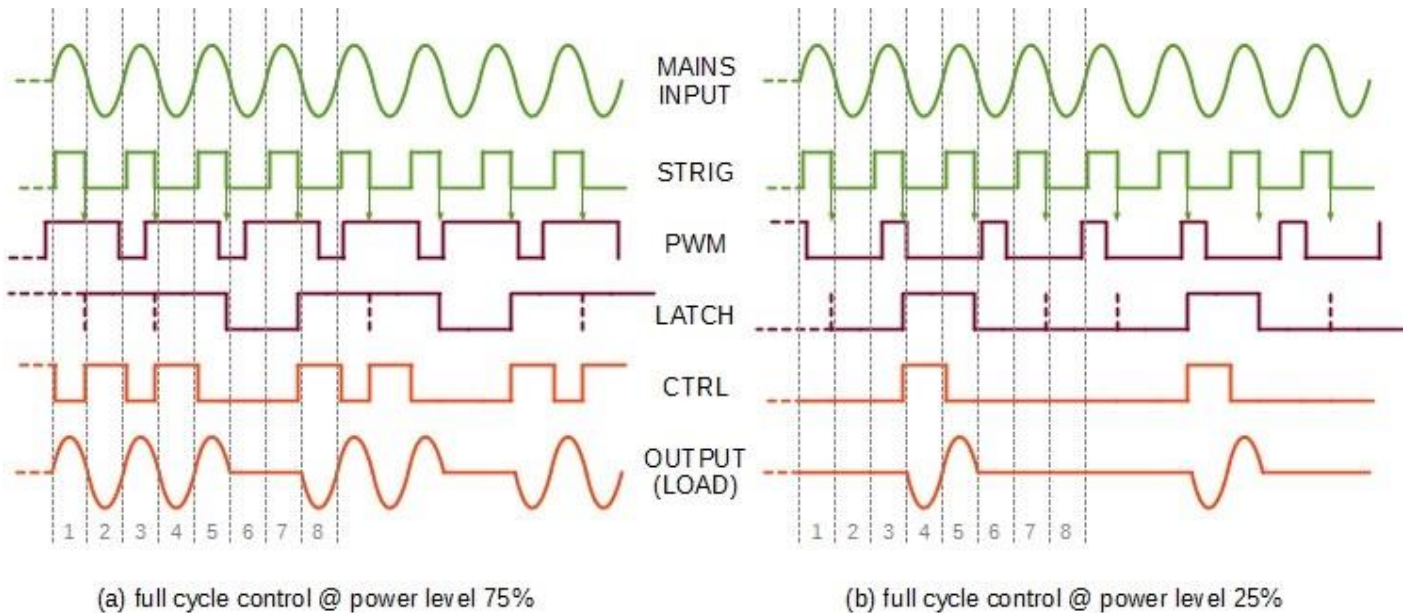 MAINS
INPUT
STRIG
PWM
LATCH
CTRL
OUTPUT
(LOAD)
1 2 3 4 5 6 7 8
1 2 3 4 5 6 7 8
(a) full cycle control @ power level 75%
(b) full cycle control @ power level 25%